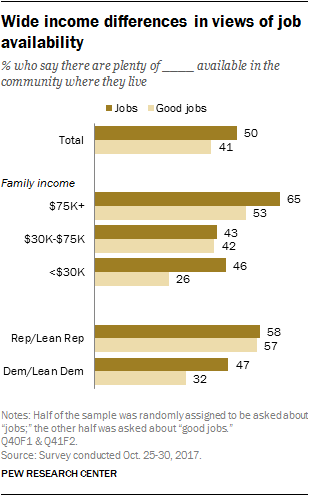 Wide income differences in views of job
availability
% who say there are plenty of _____ available in the
community where they live
Jobs Good jobs
Total 50
41
Family income
$75K+ 65
53
$30K-$75K 43
42
<$30K 46
26
Rep/Lean Rep 58
57
Dem/Lean Dem 47
32
Notes: Half of the sample was randomly assigned to be asked about
“jobs;” the other half was asked about “good jobs.”
Q40F1 & Q41F2.
Source: Survey conducted Oct. 25-30, 2017.
PEW RESEARCH CENTER